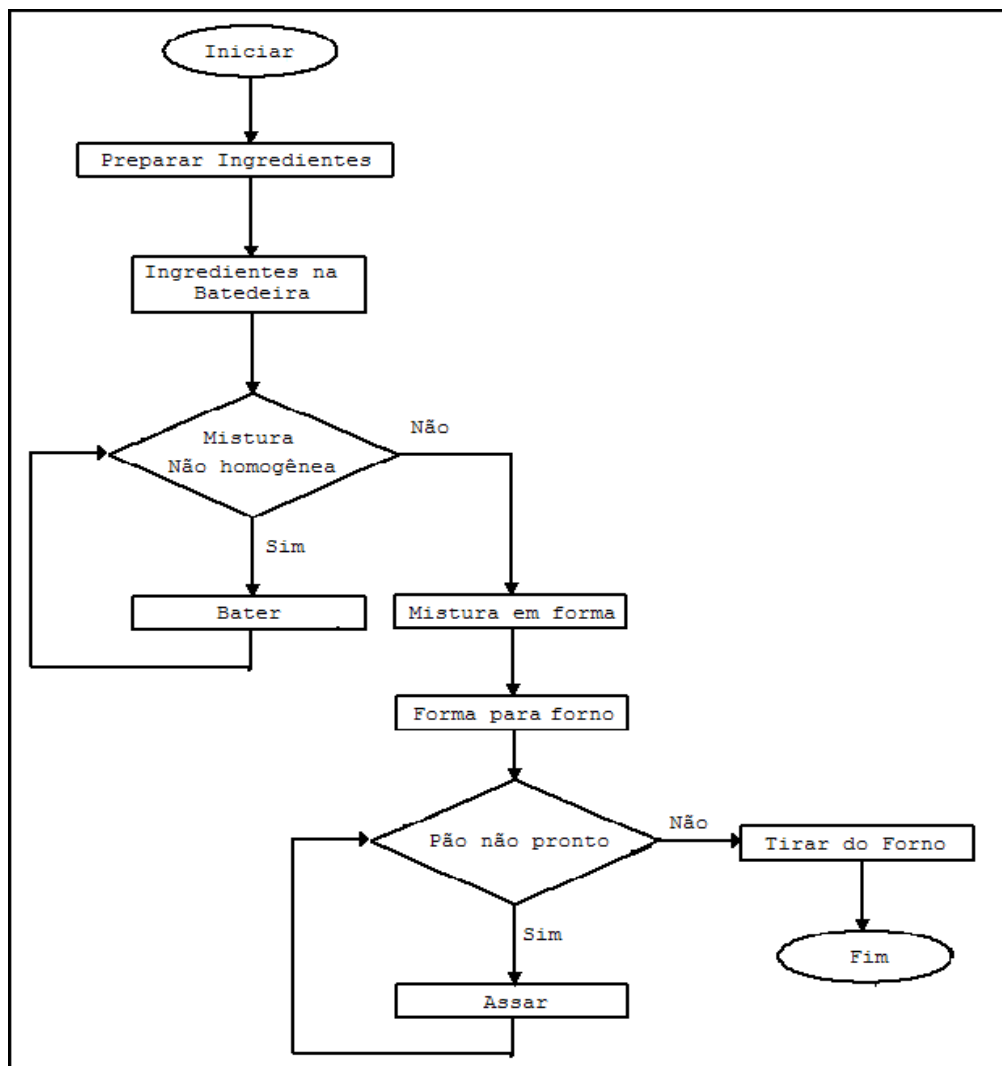 Iniciar
Preparar Ingredientes
Ingredientes na
Batedeira
Mistura
Não homogênea
Não
Sim
Bater
Mistura em forma
Forma para forno
Pão não pronto
Não
Tirar do Forno
Sim
Fim
Assar